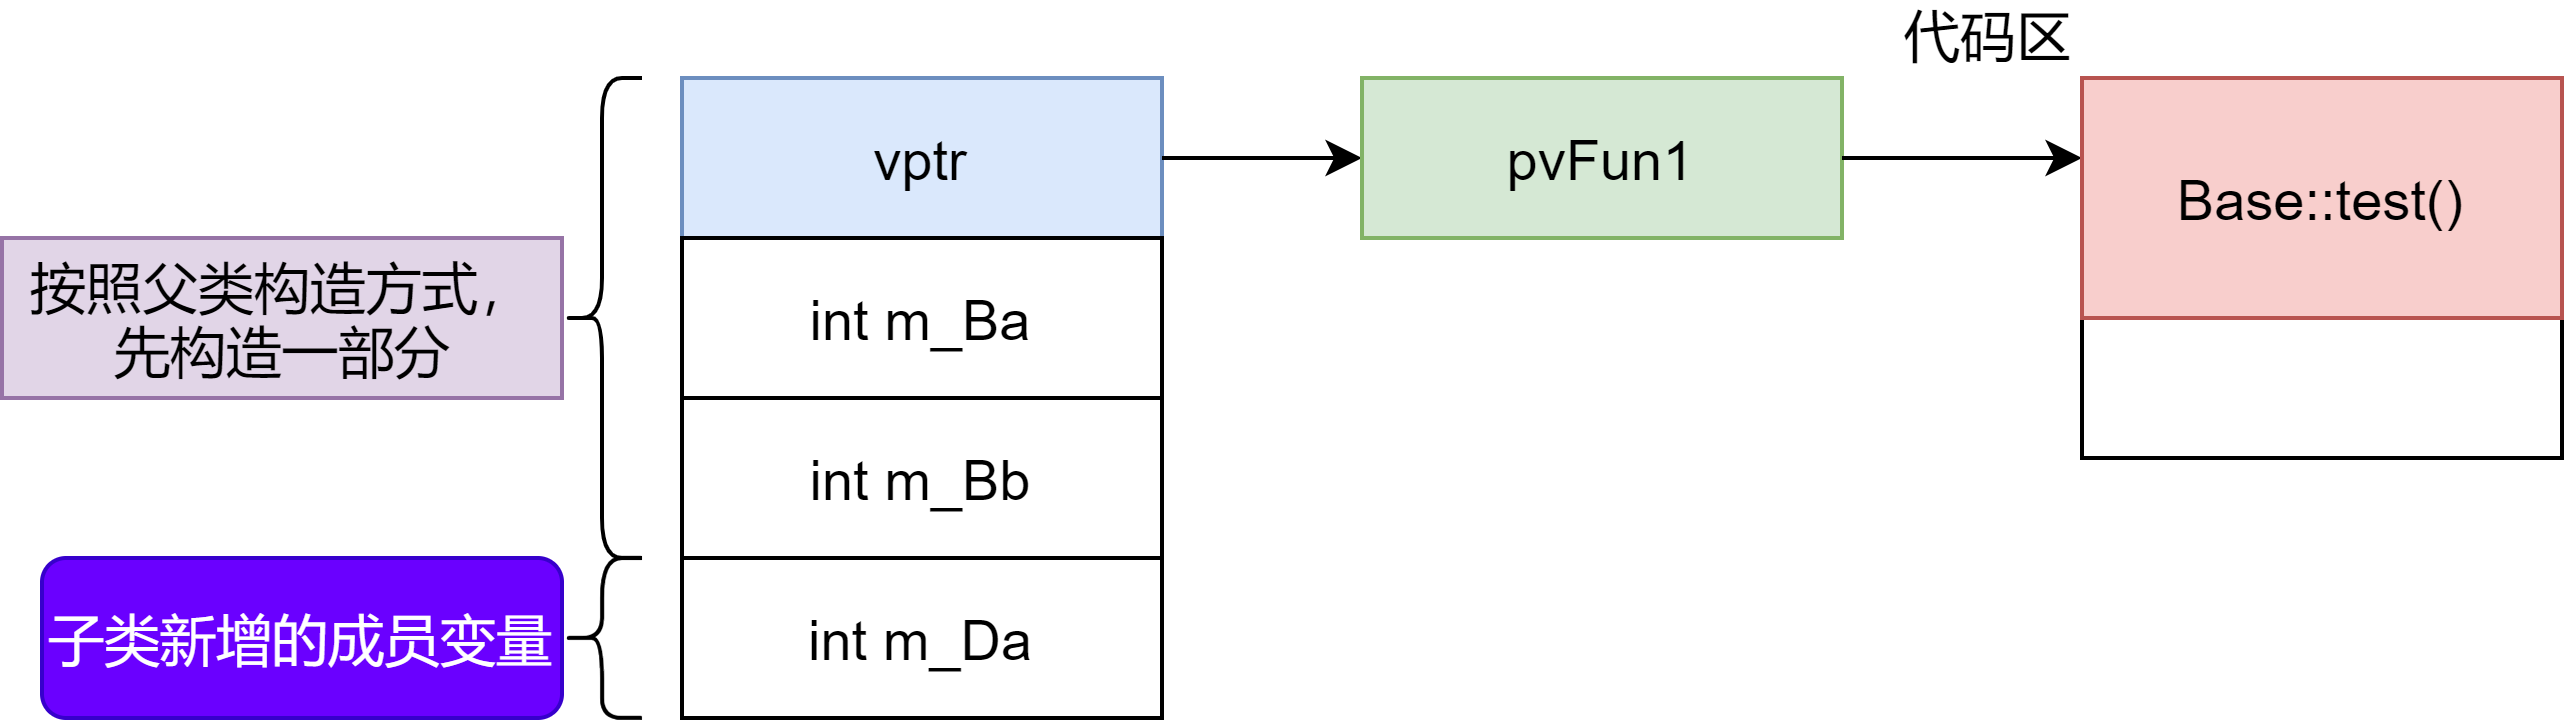 代码区
vptr
pvFun1
Base::test()
按照父类构造方式，
先构造一部分
int m_Ba
int m_Bb
子类新增的成员变量
int m_Da